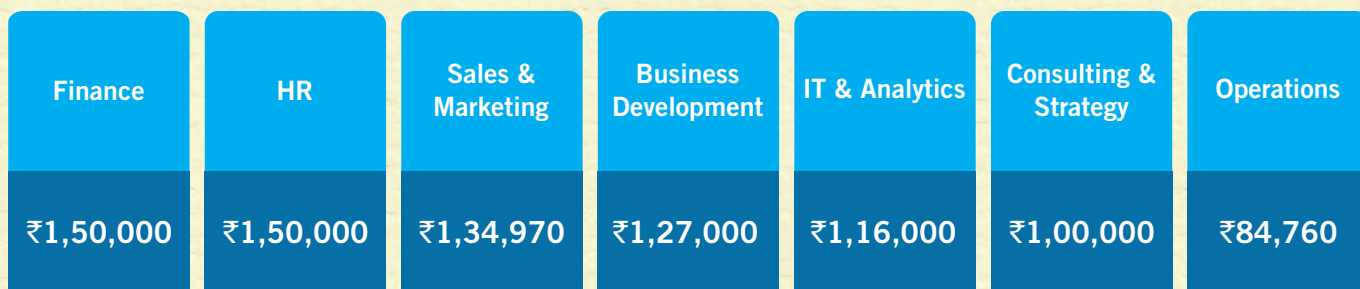 Finance
HR
Sales &
Marketing
Business
Development
IT & Analytics
Consulting &
Strategy
Operations
₹1,50,000
₹1,50,000
₹1,34,970
₹1,27,000
₹1,16,000
₹1,00,000
₹84,760